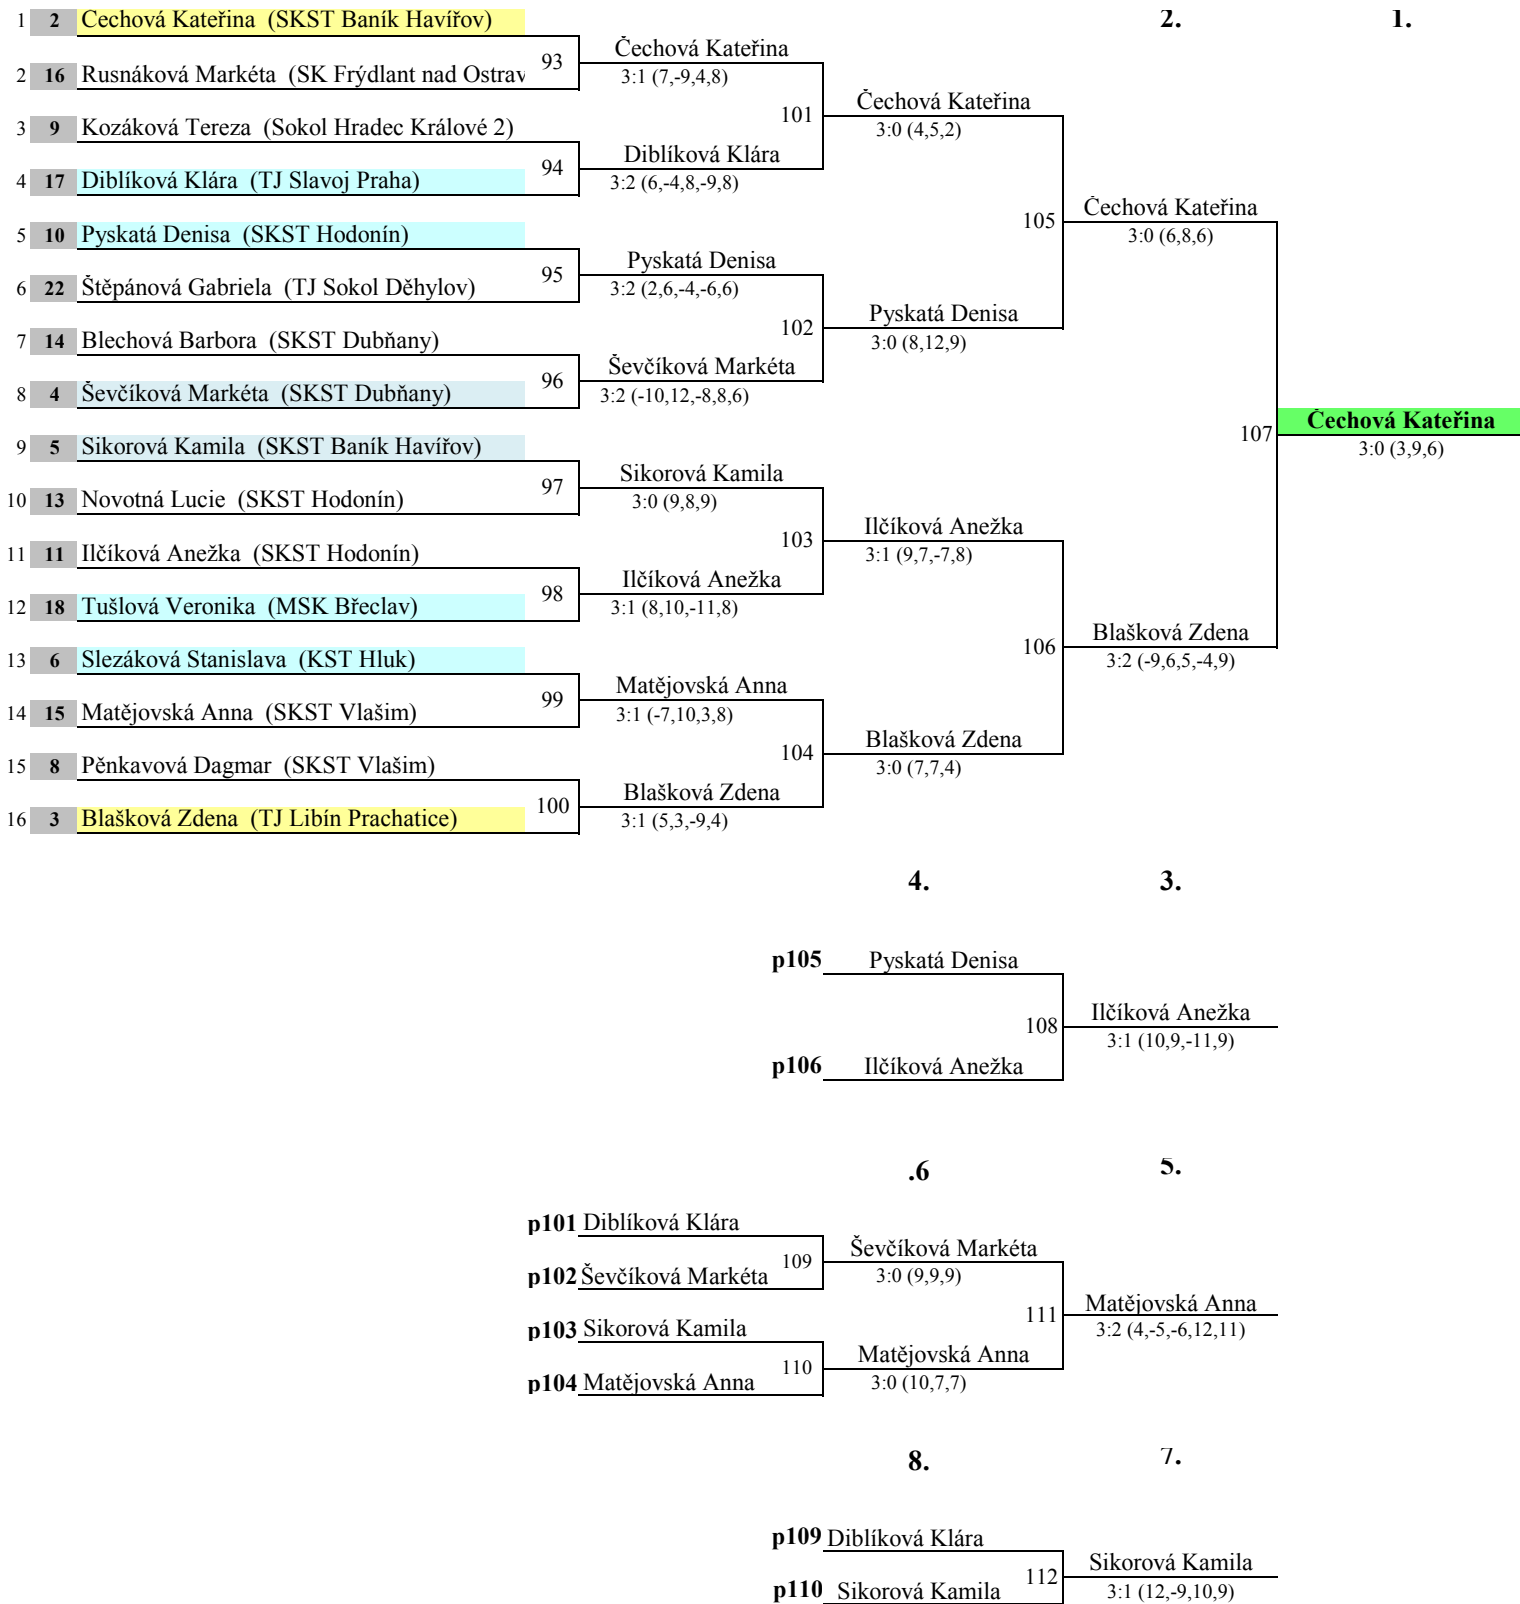 2. 1.
1 2 Čechová Kateřina (SKST Baník Havířov)
Čechová Kateřina
93
3:1 (7,-9,4,8)
2 16 Rusnáková Markéta (SK Frýdlant nad Ostrav
101
Čechová Kateřina
3:0 (4,5,2)
3 9 Kozáková Tereza (Sokol Hradec Králové 2)
Diblíková Klára
94
3:2 (6,-4,8,-9,8)
4 17 Diblíková Klára (TJ Slavoj Praha)
105
Čechová Kateřina
3:0 (6,8,6)
5 10 Pyskatá Denisa (SKST Hodonín)
Pyskatá Denisa
95
3:2 (2,6,-4,-6,6)
6 22 Štěpánová Gabriela (TJ Sokol Děhylov)
102
Pyskatá Denisa
3:0 (8,12,9)
7 14 Blechová Barbora (SKST Dubňany)
Ševčíková Markéta
96
3:2 (-10,12,-8,8,6)
8 4 Ševčíková Markéta (SKST Dubňany)
107
Čechová Kateřina
3:0 (3,9,6)
9 5 Sikorová Kamila (SKST Baník Havířov)
Sikorová Kamila
97
3:0 (9,8,9)
10 13 Novotná Lucie (SKST Hodonín)
103
Ilčíková Anežka
3:1 (9,7,-7,8)
11 11 Ilčíková Anežka (SKST Hodonín)
Ilčíková Anežka
98
3:1 (8,10,-11,8)
12 18 Tušlová Veronika (MSK Břeclav)
106
Blašková Zdena
3:2 (-9,6,5,-4,9)
13 6 Slezáková Stanislava (KST Hluk)
Matějovská Anna
99
3:1 (-7,10,3,8)
14 15 Matějovská Anna (SKST Vlašim)
104
Blašková Zdena
3:0 (7,7,4)
15 8 Pěnkavová Dagmar (SKST Vlašim)
Blašková Zdena
100
3:1 (5,3,-9,4)
16 3 Blašková Zdena (TJ Libín Prachatice)
4. 3.
p105 Pyskatá Denisa
108
Ilčíková Anežka
3:1 (10,9,-11,9)
p106 Ilčíková Anežka
.6 5.
p101 Diblíková Klára
109
Ševčíková Markéta
3:0 (9,9,9)
p102 Ševčíková Markéta
111
Matějovská Anna
3:2 (4,-5,-6,12,11)
p103 Sikorová Kamila
110
Matějovská Anna
3:0 (10,7,7)
p104 Matějovská Anna
8. 7.
p109 Diblíková Klára
112
Sikorová Kamila
3:1 (12,-9,10,9)
p110 Sikorová Kamila